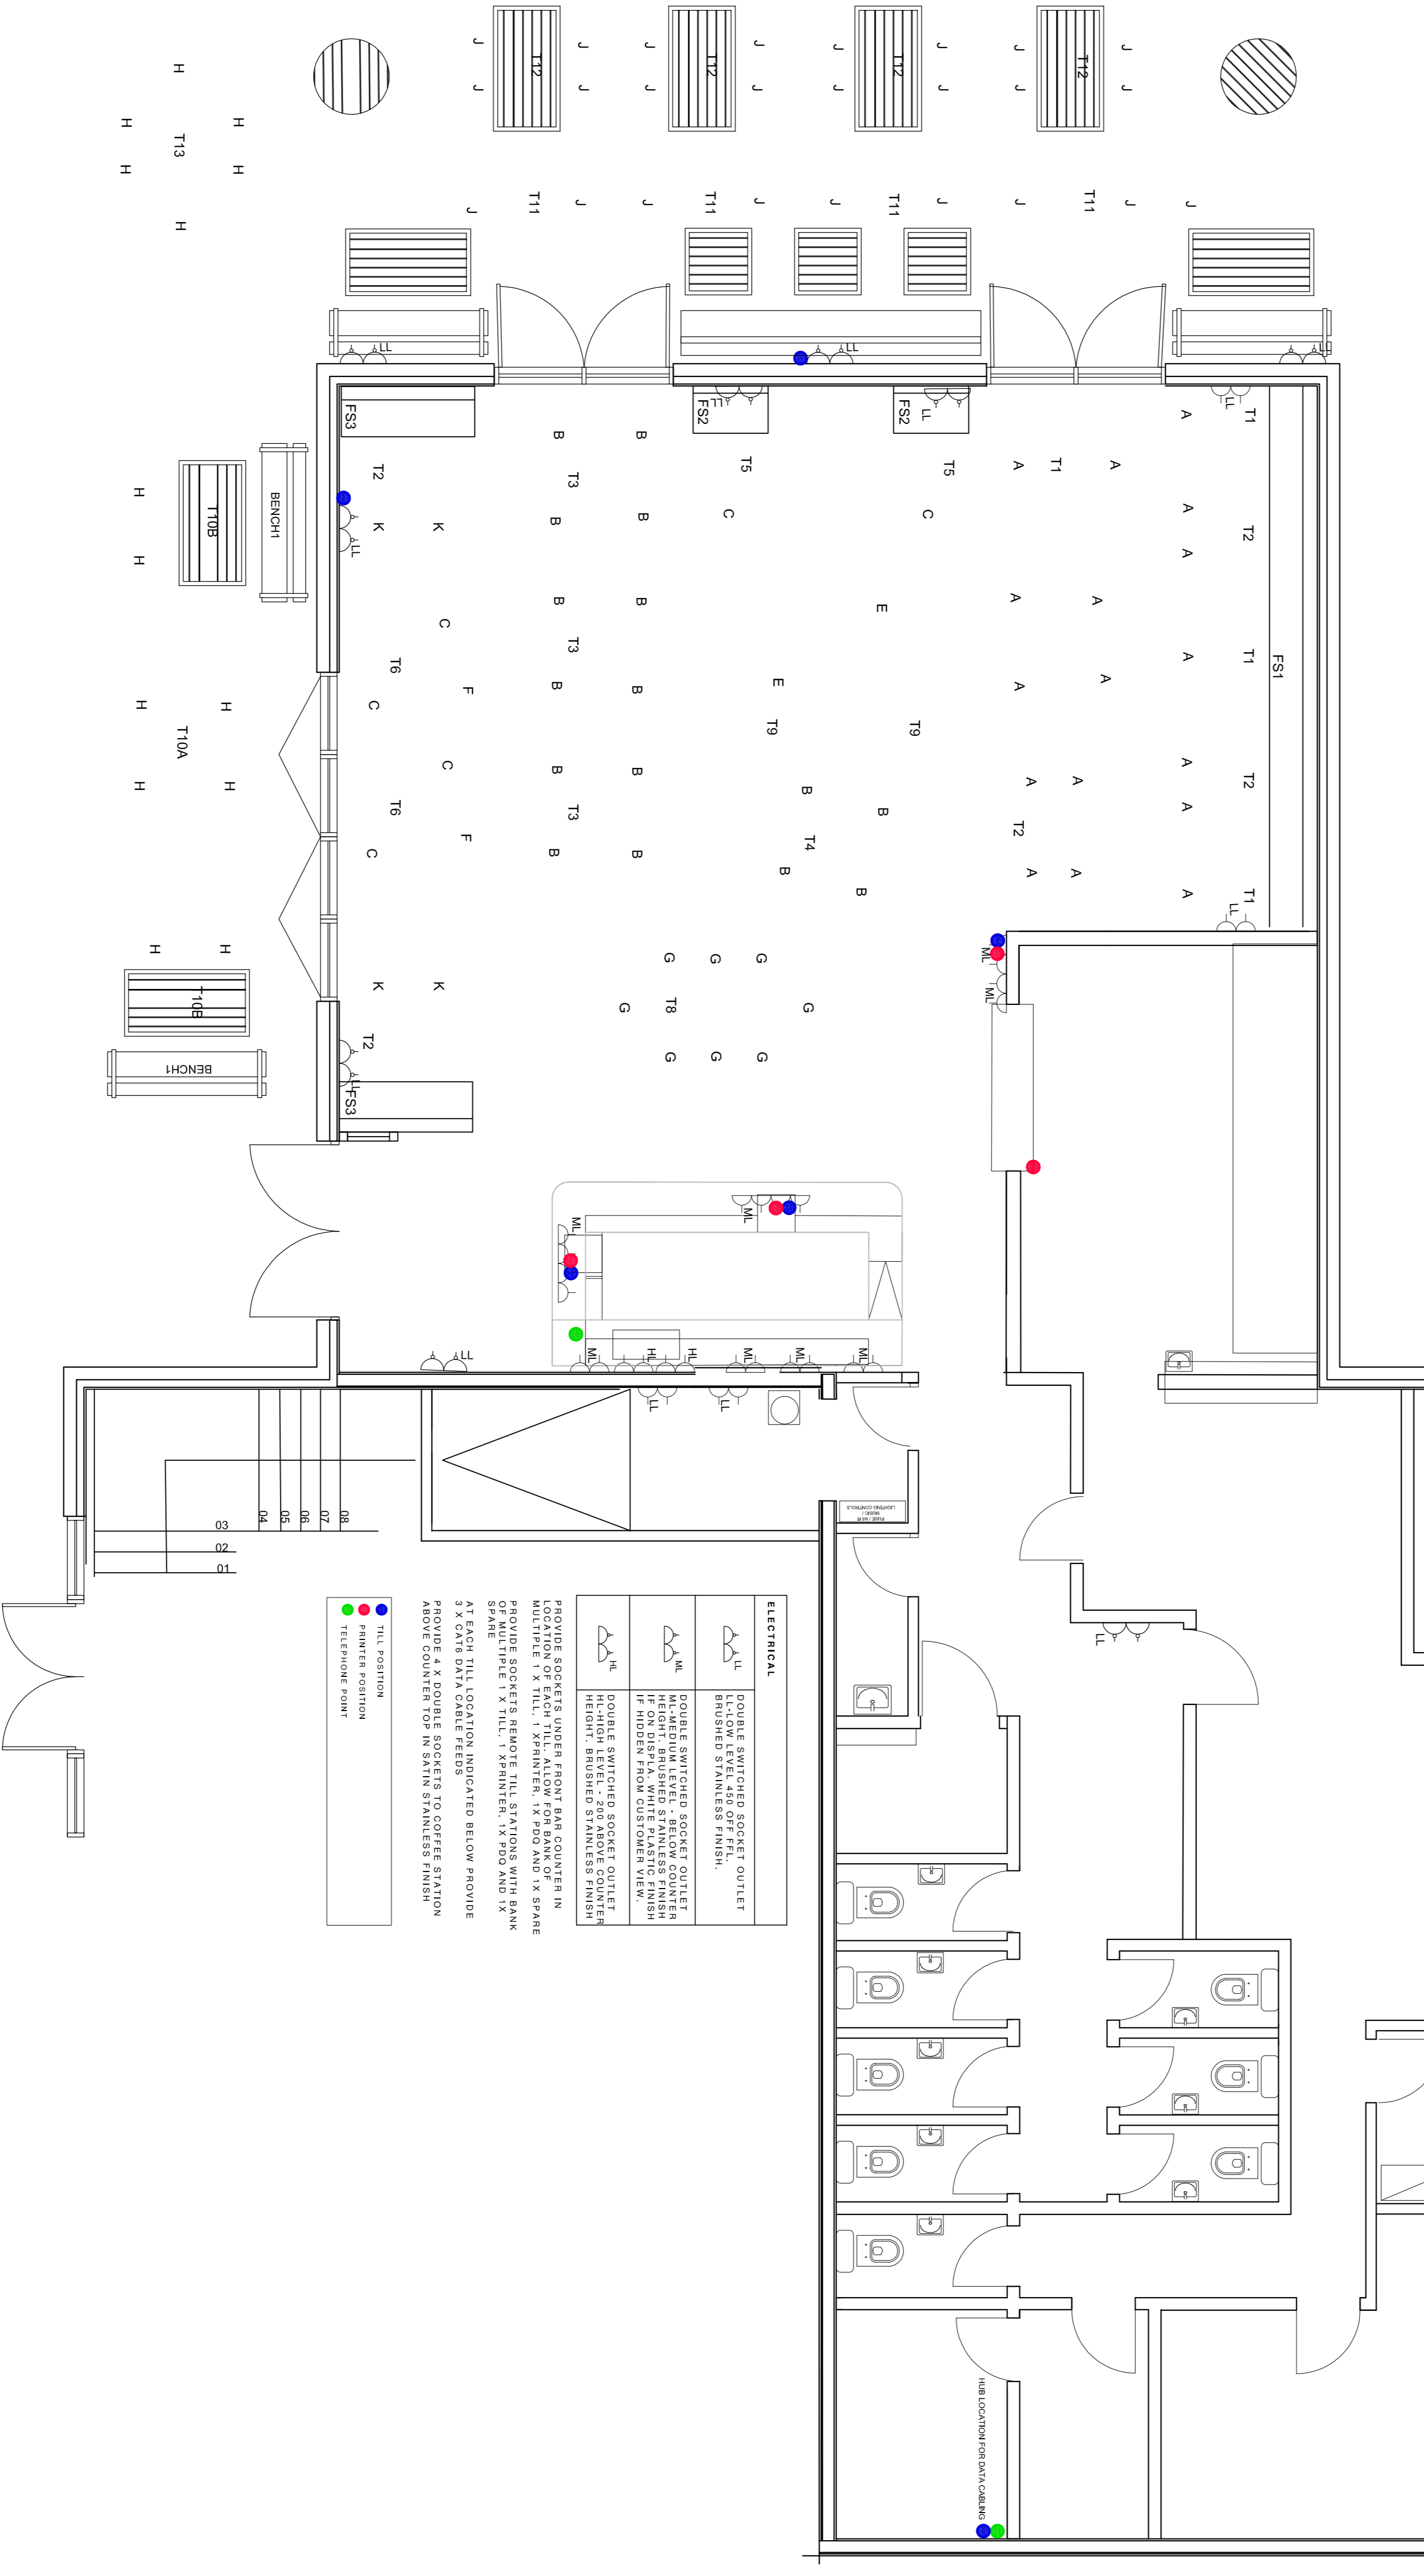 ELECTRICAL
LL
DOUBLE SWITCHED SOCKET OUTLET
LL-LOW LEVEL 450 OFF FFL.
BRUSHED STAINLESS FINISH.
ML
DOUBLE SWITCHED SOCKET OUTLET
ML-MEDIUM LEVEL - BELOW COUNTER
HEIGHT. BRUSHED STAINLESS FINISH
IF ON DISPLA. WHITE PLASTIC FINISH
IF HIDDEN FROM CUSTOMER VIEW.
HL
DOUBLE SWITCHED SOCKET OUTLET
HL-HIGH LEVEL - 200 ABOVE COUNTER
HEIGHT. BRUSHED STAINLESS FINISH
PROVIDE SOCKETS UNDER FRONT BAR COUNTER IN
LOCATION OF EACH TILL. ALLOW FOR BANK OF
MULTIPLE 1 X TILL, 1 XPRINTER, 1X PDQ AND 1X SPARE
PROVIDE SOCKETS REMOTE TILL STATIONS WITH BANK
OF MULTIPLE 1 X TILL, 1 XPRINTER, 1X PDQ AND 1X
SPARE
AT EACH TILL LOCATION INDICATED BELOW PROVIDE
3 X CAT6 DATA CABLE FEEDS
PROVIDE 4 X DOUBLE SOCKETS TO COFFEE STATION
ABOVE COUNTER TOP IN SATIN STAINLESS FINISH
TILL POSITION
PRINTER POSITION
TELEPHONE POINT
HUB LOCATION FOR DATA CABLING
FUSE / WI FI
MUSIC /
LIGHTING CONTROLS
T12
T12
T12
T12
T11
T11
T11
T11
T13
T10B
BENCH1
T10A
T10B
BENCH1
FS3
FS2
FS2
FS1
FS3
T1
T1
T2
T1
T2
T1
T2
T2
T2
T3
T3
T3
T4
T5
T5
T6
T6
T8
T9
T9
01
02
03
04
05
06
07
08